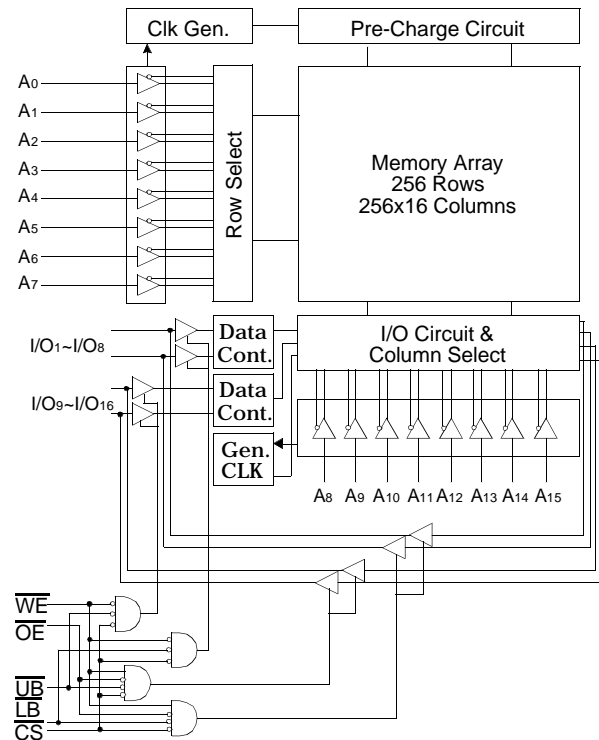 Clk Gen.
Pre-Charge Circuit
A0
A1
A2
A3
A4
A5
A6
A7
Row Select
Memory Array
256 Rows
256x16 Columns
I/O1~I/O8
Data
Cont.
I/O Circuit &
Column Select
I/O9~I/O16
Data
Cont.
Gen.
CLK
A8 A9 A10 A11 A12 A13 A14 A15
WE
OE
UB
LB
CS